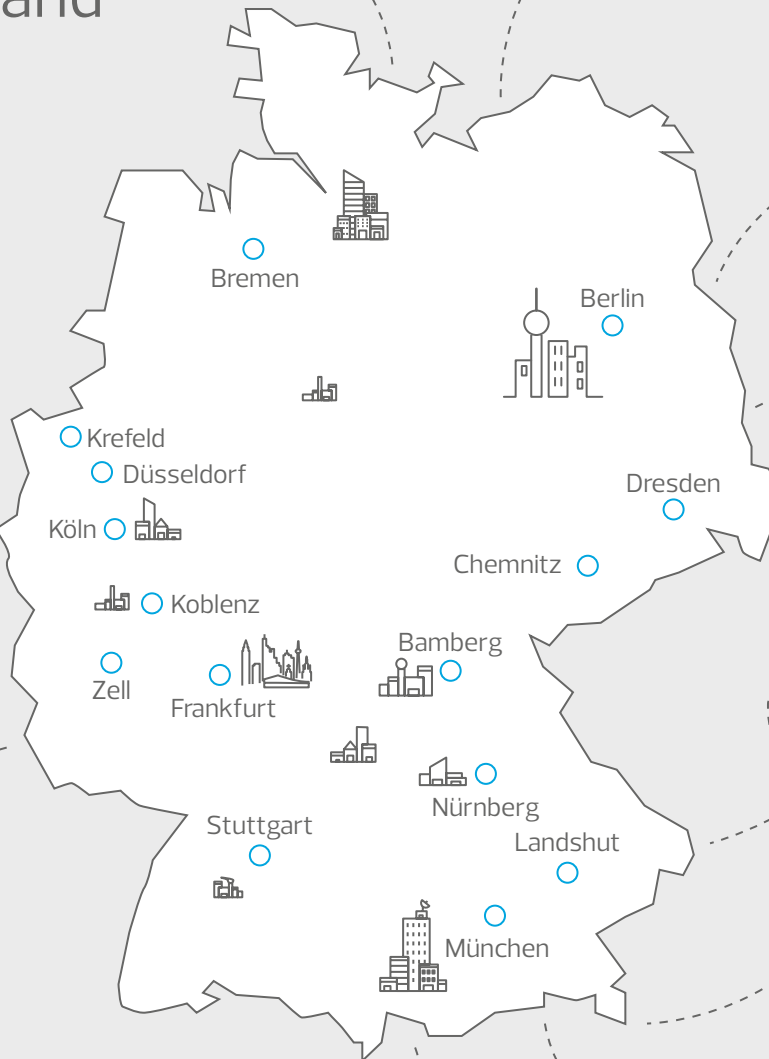 and
Bremen
Berlin
Krefeld
Düsseldorf
Dresden
Köln
Chemnitz
Koblenz
Bamberg
Zell
Frankfurt
Nürnberg
Stuttgart
Landshut
München